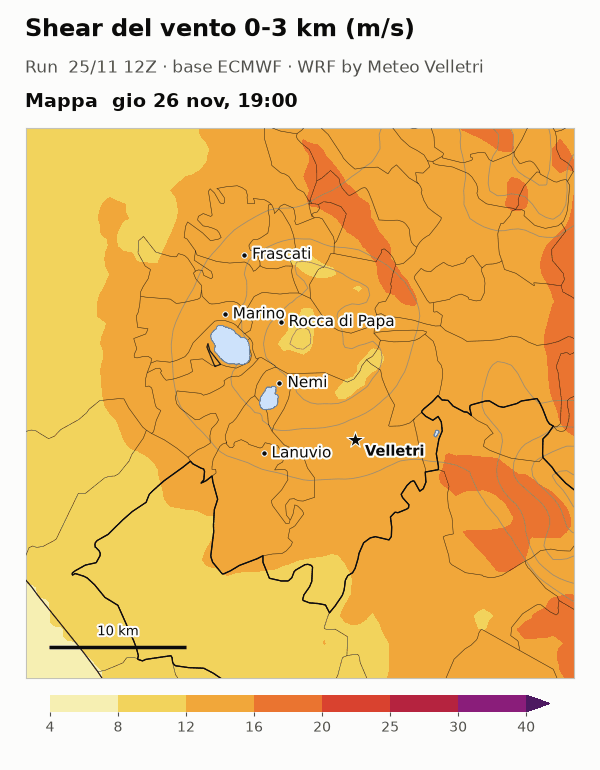 Shear del vento 0-3 km (m/s)
Run  25/11 12Z · base ECMWF · WRF by Meteo Velletri
Mappa  gio 26 nov, 19:00
Frascati
Marino
Rocca di Papa
Nemi
Velletri
Lanuvio
10 km
4 8 12 16 20 25 30 40